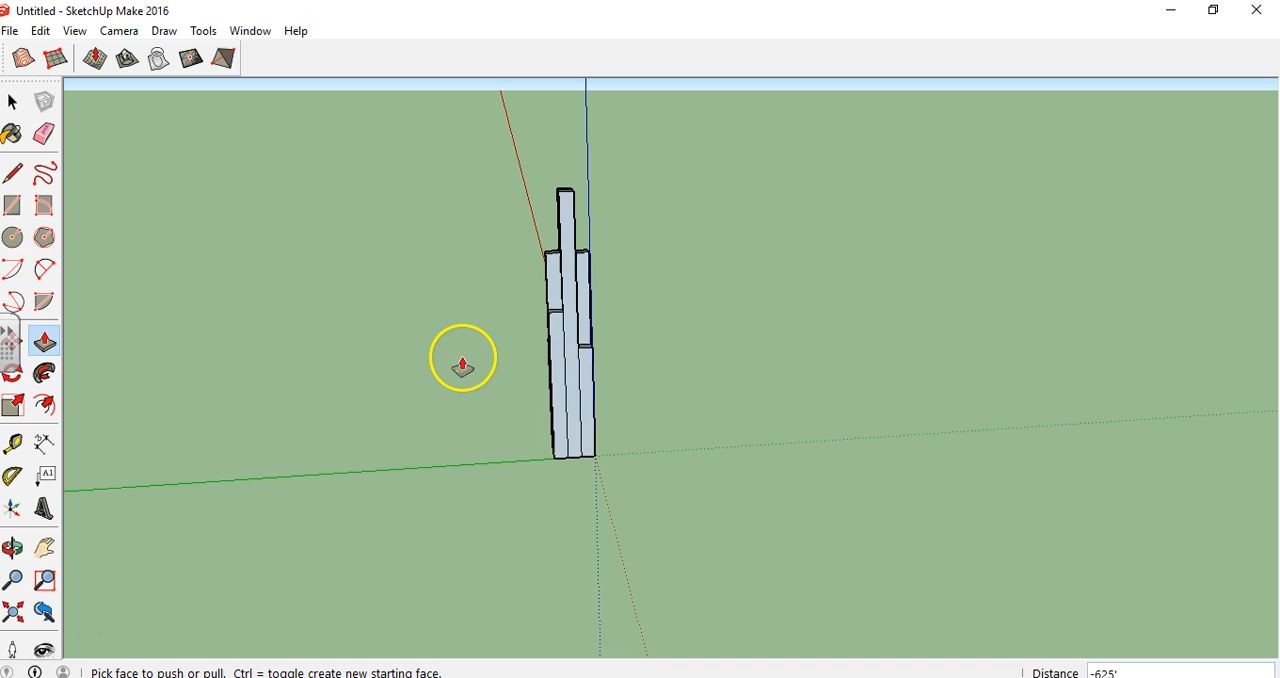 Untitled - SketchUp Make 2016
File Edit View Camera Draw Tools Window Help
A1
Pick face to push or pull. Ctrl = toggle create new starting face.
Distance -625'